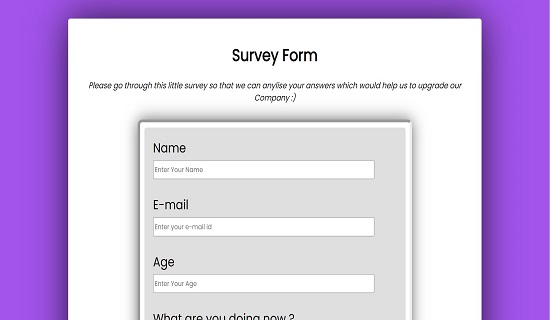 Survey Form
Please go through this little survey so that we can anylise your answers which would help us to upgrade our
Company :)
Name
Enter Your Name
E-mail
Enter your e-mail id
Age
Enter Your Age
What are you doing now ?